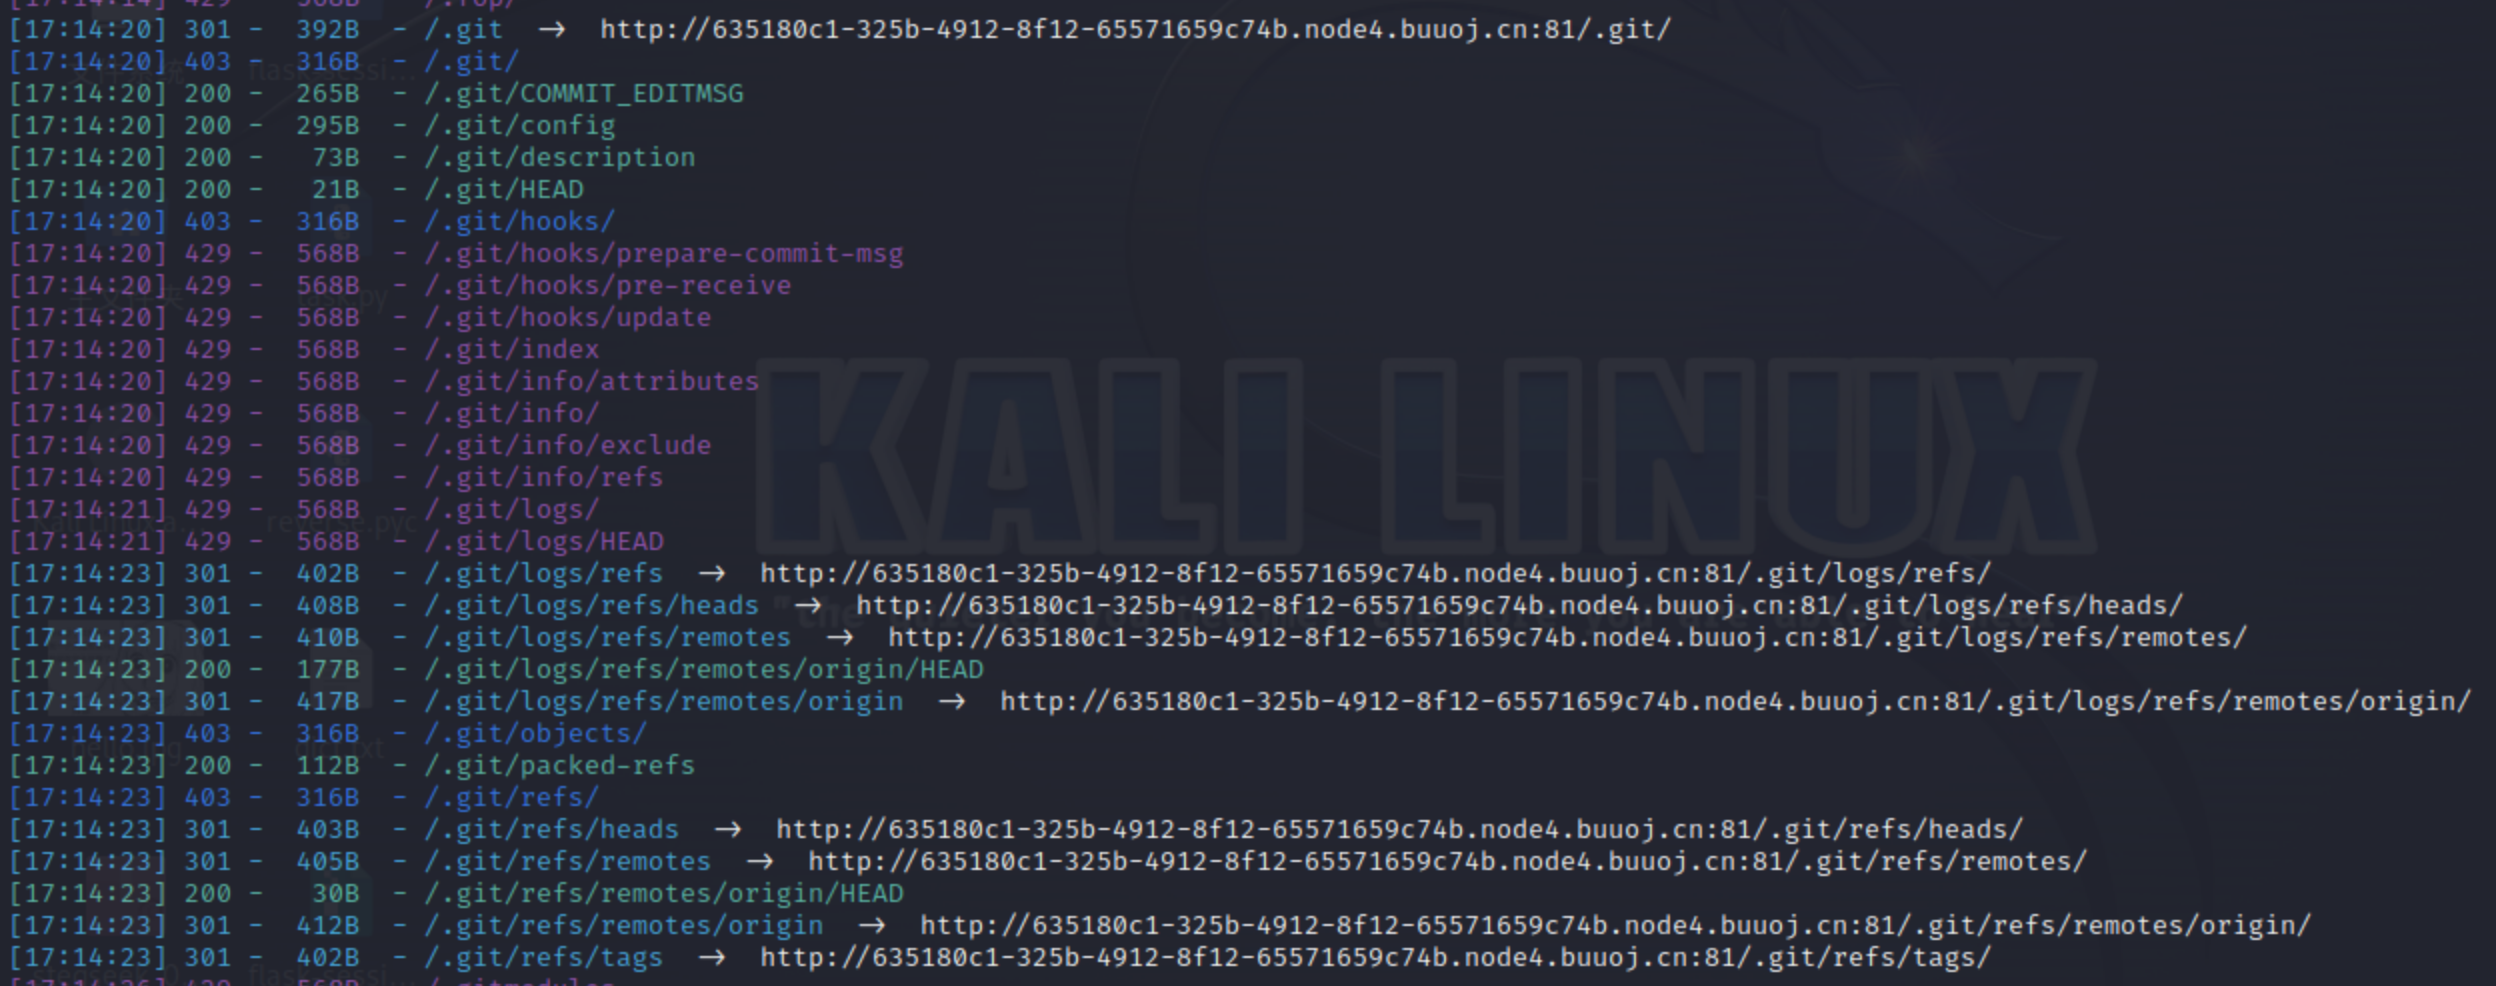 [17:14:20] 301 -  392B  - /.git  →  http://635180c1-325b-4912-8f12-65571659c74b.node4.buuoj.cn:81/.git/
[17:14:20] 403 -  316B  - /.git/
[17:14:20] 200 -  265B  - /.git/COMMIT_EDITMSG
[17:14:20] 200 -  295B  - /.git/config
[17:14:20] 200 -   73B  - /.git/description
[17:14:20] 200 -   21B  - /.git/HEAD
[17:14:20] 403 -  316B  - /.git/hooks/
[17:14:20] 429 -  568B  - /.git/hooks/prepare-commit-msg
[17:14:20] 429 -  568B  - /.git/hooks/pre-receive
[17:14:20] 429 -  568B  - /.git/hooks/update
[17:14:20] 429 -  568B  - /.git/index
[17:14:20] 429 -  568B  - /.git/info/attributes
[17:14:20] 429 -  568B  - /.git/info/
[17:14:20] 429 -  568B  - /.git/info/exclude
[17:14:20] 429 -  568B  - /.git/info/refs
[17:14:21] 429 -  568B  - /.git/logs/
[17:14:21] 429 -  568B  - /.git/logs/HEAD
[17:14:23] 301 -  402B  - /.git/logs/refs  →  http://635180c1-325b-4912-8f12-65571659c74b.node4.buuoj.cn:81/.git/logs/refs/
[17:14:23] 301 -  408B  - /.git/logs/refs/heads  →  http://635180c1-325b-4912-8f12-65571659c74b.node4.buuoj.cn:81/.git/logs/refs/heads/
[17:14:23] 301 -  410B  - /.git/logs/refs/remotes  →  http://635180c1-325b-4912-8f12-65571659c74b.node4.buuoj.cn:81/.git/logs/refs/remotes/
[17:14:23] 200 -  177B  - /.git/logs/refs/remotes/origin/HEAD
[17:14:23] 301 -  417B  - /.git/logs/refs/remotes/origin  →  http://635180c1-325b-4912-8f12-65571659c74b.node4.buuoj.cn:81/.git/logs/refs/remotes/origin/
[17:14:23] 403 -  316B  - /.git/objects/
[17:14:23] 200 -  112B  - /.git/packed-refs
[17:14:23] 403 -  316B  - /.git/refs/
[17:14:23] 301 -  403B  - /.git/refs/heads  →  http://635180c1-325b-4912-8f12-65571659c74b.node4.buuoj.cn:81/.git/refs/heads/
[17:14:23] 301 -  405B  - /.git/refs/remotes  →  http://635180c1-325b-4912-8f12-65571659c74b.node4.buuoj.cn:81/.git/refs/remotes/
[17:14:23] 200 -   30B  - /.git/refs/remotes/origin/HEAD
[17:14:23] 301 -  412B  - /.git/refs/remotes/origin  →  http://635180c1-325b-4912-8f12-65571659c74b.node4.buuoj.cn:81/.git/refs/remotes/origin/
[17:14:23] 301 -  402B  - /.git/refs/tags  →  http://635180c1-325b-4912-8f12-65571659c74b.node4.buuoj.cn:81/.git/refs/tags/
KALI LINUX